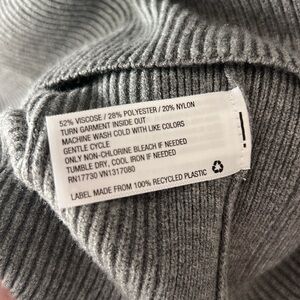 52% VISCOSE / 28% POLYESTER / 20% NYLON
TURN GARMENT INSIDE OUT
MACHINE WASH COLD WITH LIKE COLORS
GENTLE CYCLE
ONLY NON-CHLORINE BLEACH IF NEEDED
TUMBLE DRY, COOL IRON IF NEEDED
RN17730 VN1317080
LABEL MADE FROM 100% RECYCLED PLASTIC